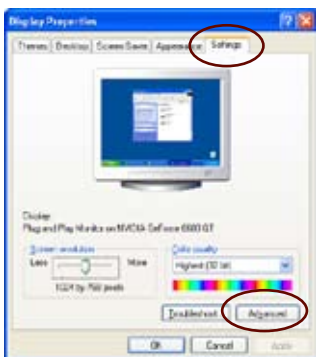 Display Properties
Themes Desktop Screen Saver Appearance Settings
Display:
Plug and Play Monitor on NVIDIA GeForce 6600 GT
Screen resolution
Less More
1024 by 768 pixels
Color quality
Highest (32 bit)
Troubleshoot... Advanced
OK Cancel Apply